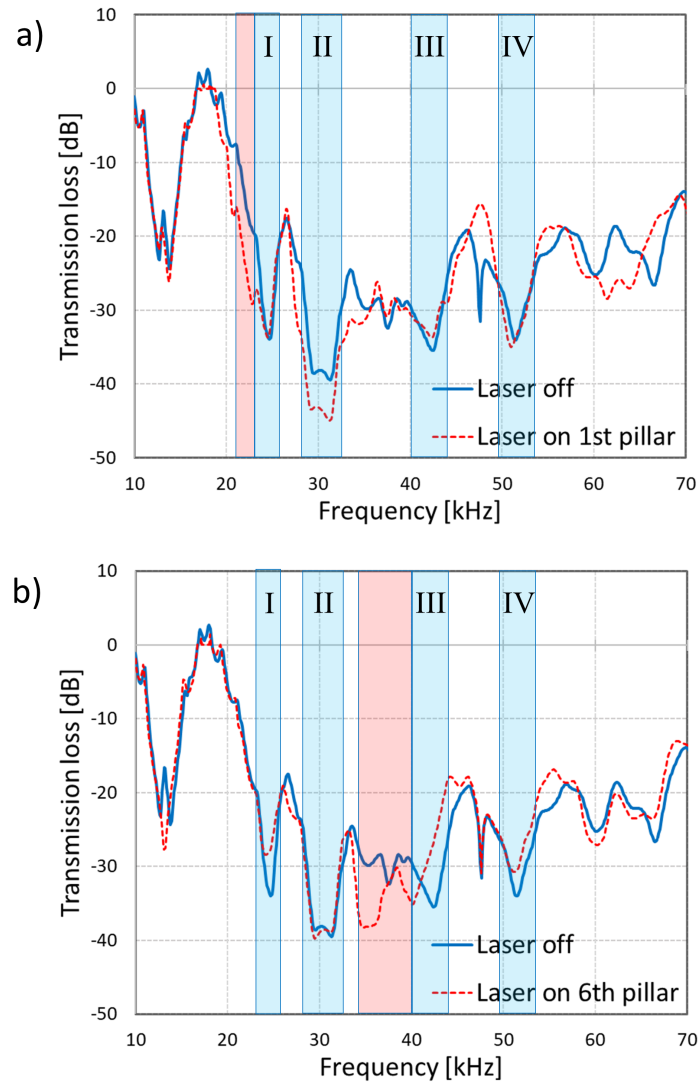 a)
10
I II III IV
0
-10
-20
-30
-40
-50
Transmission loss [dB]
Laser off
Laser on 1st pillar
10 20 30 40 50 60 70
Frequency [kHz]
b)
10
I II III IV
0
-10
-20
-30
-40
-50
Transmission loss [dB]
Laser off
Laser on 6th pillar
10 20 30 40 50 60 70
Frequency [kHz]